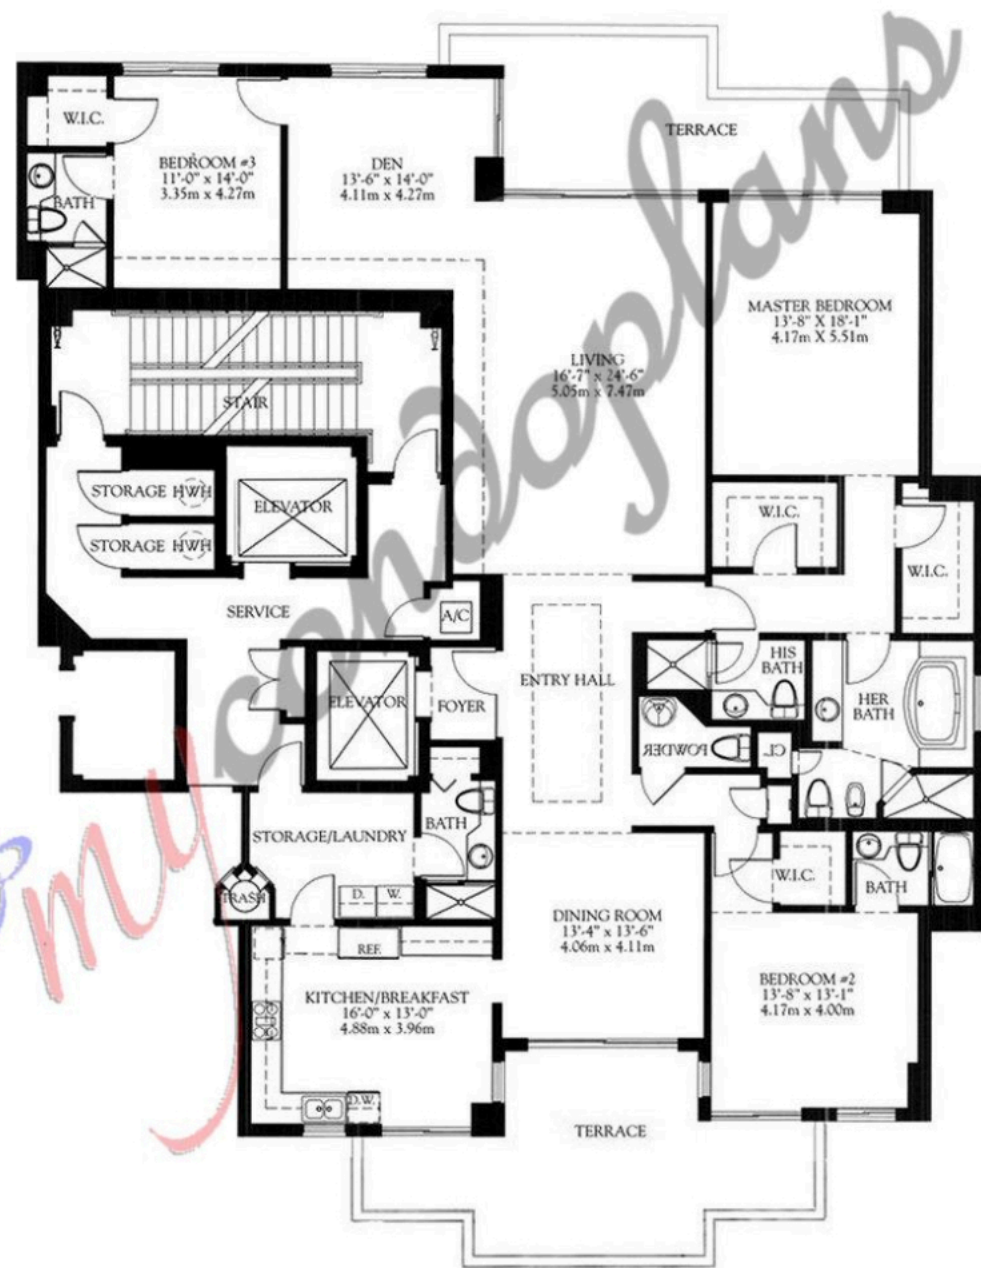 TERRACE
W.I.C.
BEDROOM #3
11'-0" x 14'-0"
3.35m x 4.27m
DEN
13'-6" x 14'-0"
4.11m x 4.27m
BATH
MASTER BEDROOM
13'-8" X 18'-1"
4.17m X 5.51m
LIVING
16'-7" x 24'-6"
5.05m x 7.47m
STAIR
STORAGE HWH
ELEVATOR
W.I.C.
STORAGE HWH
W.I.C.
SERVICE
A/C
HIS
BATH
ENTRY HALL
ELEVATOR
FOYER
HER
BATH
POWDER
CL.
BATH
STORAGE/LAUNDRY
TRASH
D. W.
W.I.C.
BATH
DINING ROOM
13'-4" x 13'-6"
4.06m x 4.11m
REF.
BEDROOM #2
13'-8" x 13'-1"
4.17m x 4.00m
KITCHEN/BREAKFAST
16'-0" x 13'-0"
4.88m x 3.96m
D.W.
TERRACE
mycondoplans